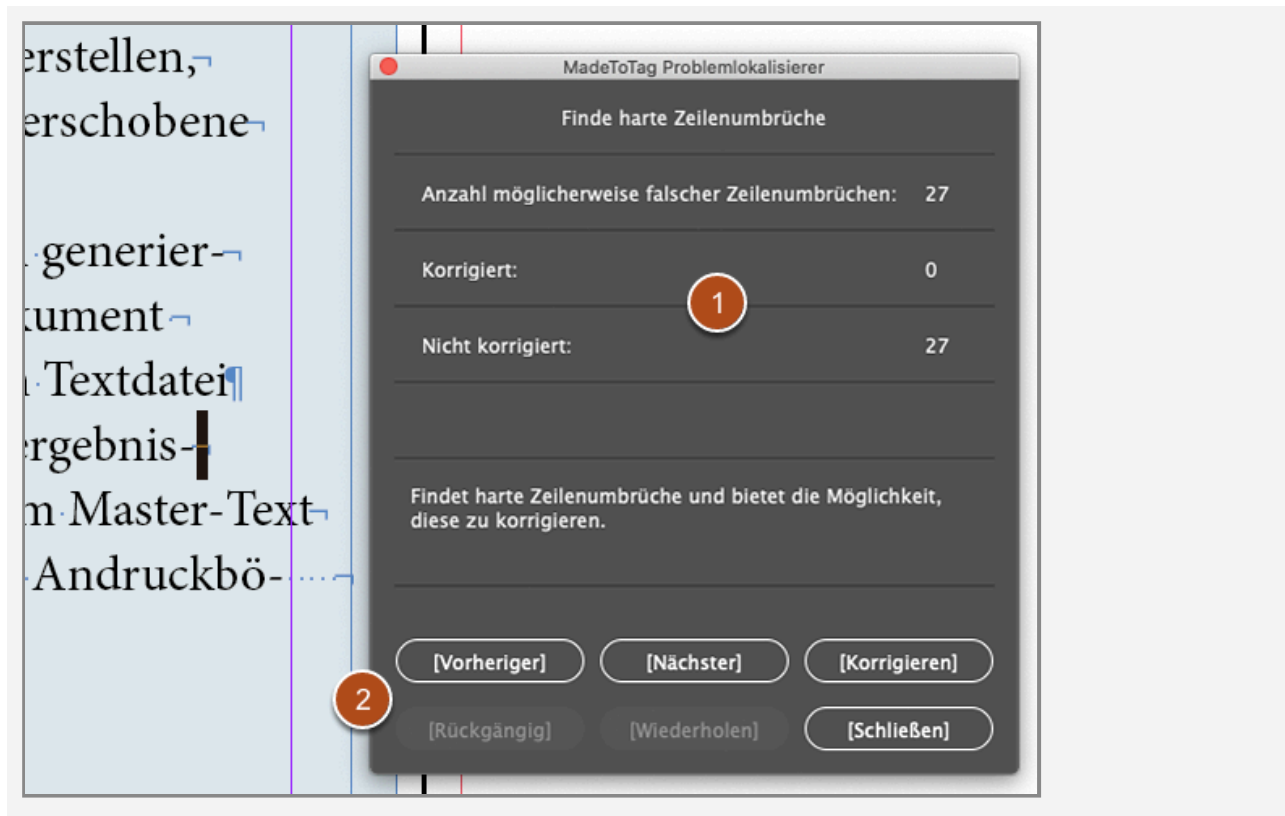 erstellen,¬
erschobene¬
generier-¬
ument¬
Textdatei¶
ergebnis-¬
m·Master-Text¬
Andruckbö-····¬
MadeToTag Problemlokalisierer
Finde harte Zeilenumbrüche
Anzahl möglicherweise falscher Zeilenumbrüchen: 27
Korrigiert: 0
1
Nicht korrigiert: 27
Findet harte Zeilenumbrüche und bietet die Möglichkeit,
diese zu korrigieren.
[Vorheriger] [Nächster] [Korrigieren]
2
[Rückgängig] [Wiederholen] [Schließen]